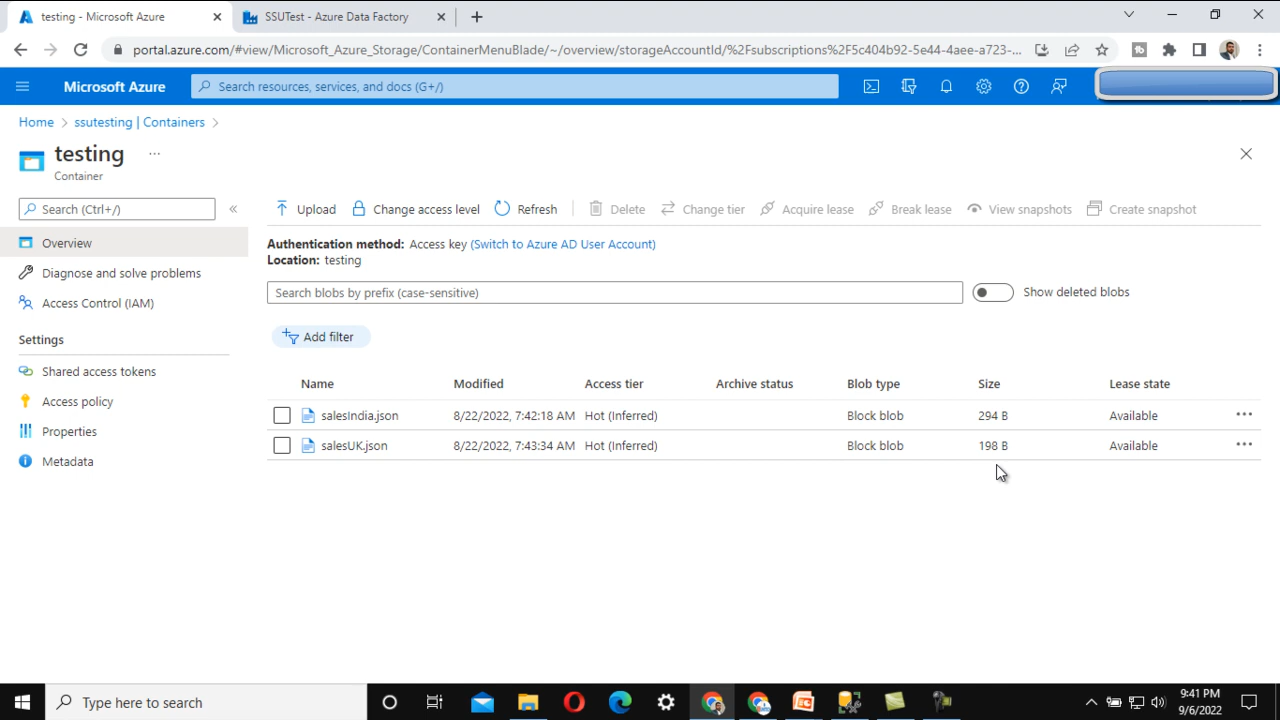 testing - Microsoft Azure
SSUTest - Azure Data Factory
portal.azure.com/#view/Microsoft_Azure_Storage/ContainerMenuBlade/~/overview/storageAccountId/%2Fsubscriptions%2F5c404b92-5e44-4aee-a723-...
Microsoft Azure
Search resources, services, and docs (G+/)
Home > ssutesting | Containers >
testing ...
Container
Search (Ctrl+/)
Upload Change access level Refresh Delete Change tier Acquire lease Break lease View snapshots Create snapshot
Overview
Diagnose and solve problems
Access Control (IAM)
Settings
Shared access tokens
Access policy
Properties
Metadata
Authentication method: Access key (Switch to Azure AD User Account)
Location: testing
Search blobs by prefix (case-sensitive)
Show deleted blobs
Add filter
Name Modified Access tier Archive status Blob type Size Lease state
salesIndia.json 8/22/2022, 7:42:18 AM Hot (Inferred) Block blob 294 B Available
salesUK.json 8/22/2022, 7:43:34 AM Hot (Inferred) Block blob 198 B Available
Type here to search
9:41 PM
9/6/2022